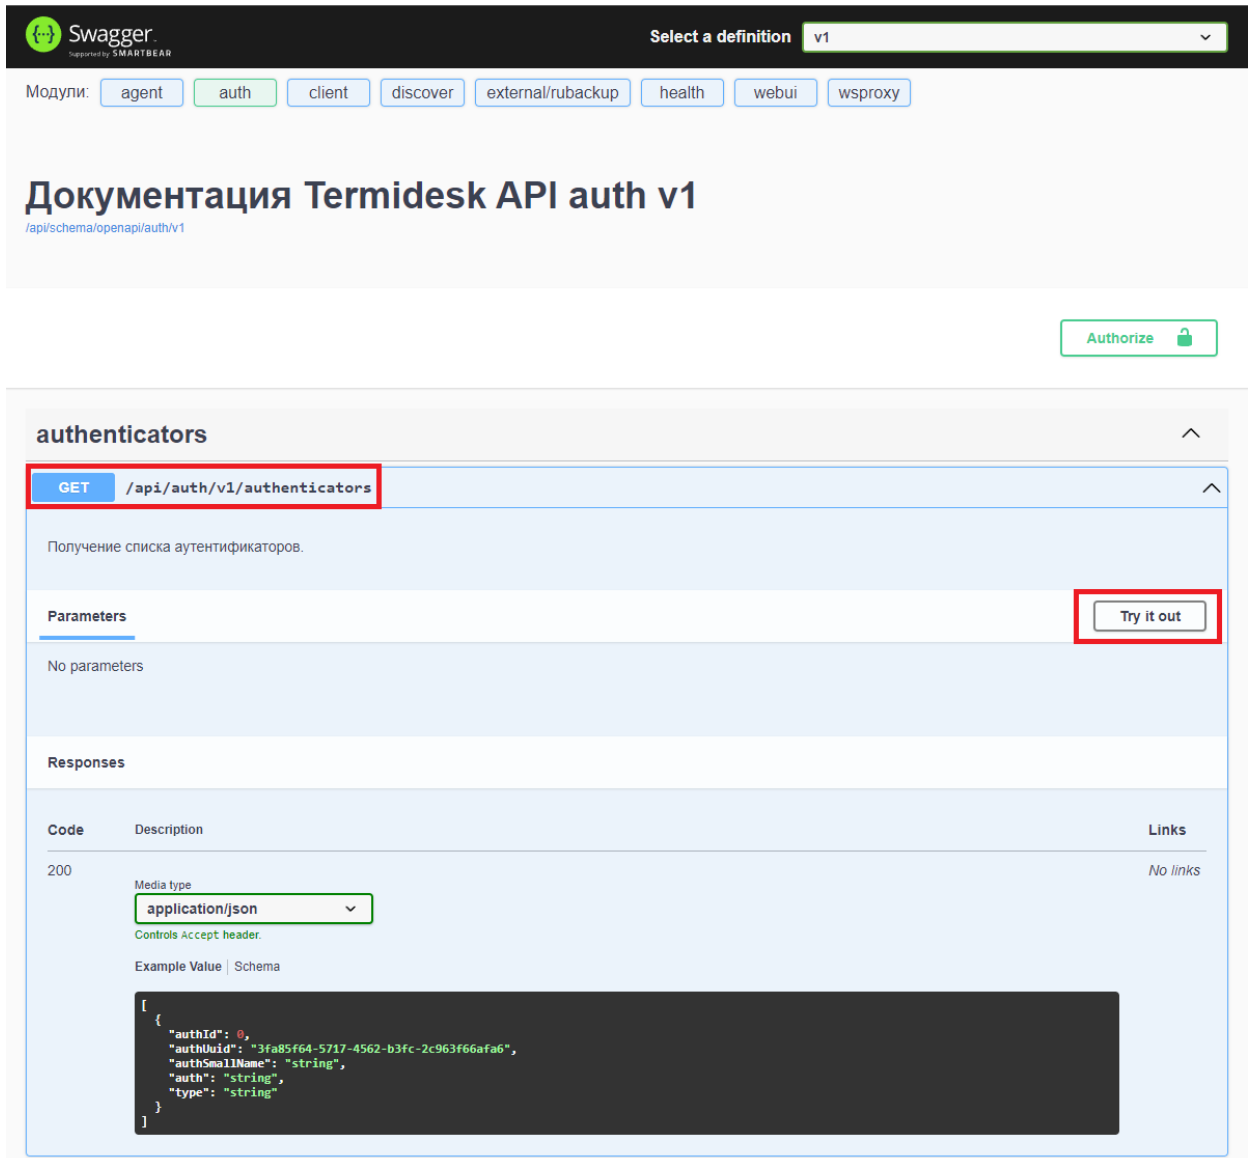 Swagger.
Supported by SMARTBEAR
Select a definition v1
Модули: agent auth client discover external/rubackup health webui wsproxy
Документация Termidesk API auth v1
/api/schema/openapi/auth/v1
Authorize
authenticators
GET /api/auth/v1/authenticators
Получение списка аутентификаторов.
Parameters Try it out
No parameters
Responses
Code Description Links
200 No links
Media type
application/json
Controls Accept header.
Example Value Schema
[
{
"authId": 0,
"authUuid": "3fa85f64-5717-4562-b3fc-2c963f66afa6",
"authSmallName": "string",
"auth": "string",
"type": "string"
}
]